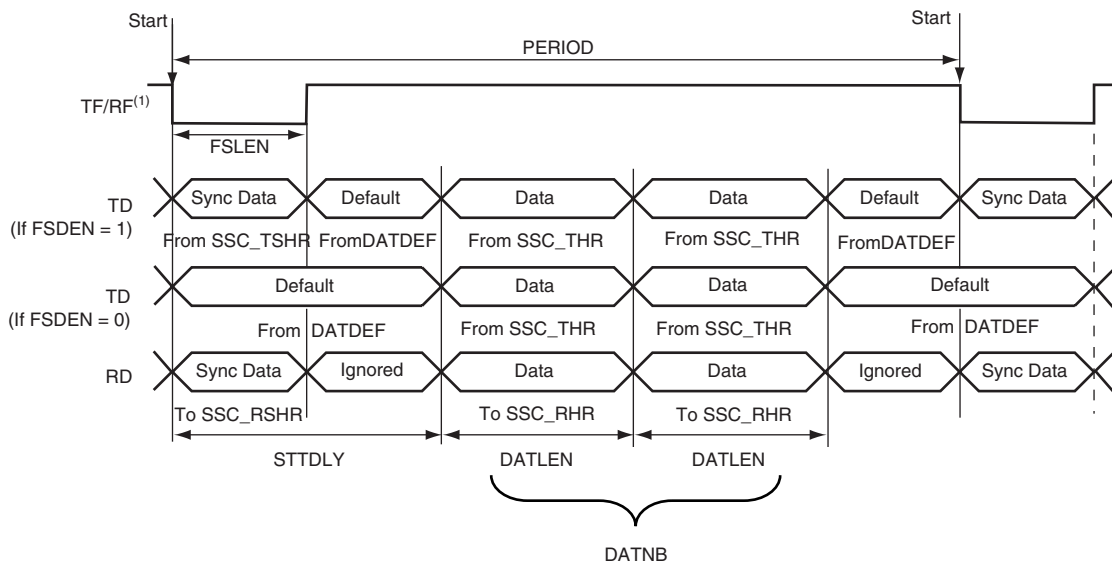 Start Start
PERIOD
TF/RF(1)
FSLEN
TD
(If FSDEN = 1)
Sync Data Default Data Data Default Sync Data
From SSC_TSHR FromDATDEF From SSC_THR From SSC_THR FromDATDEF
TD
(If FSDEN = 0)
Default Data Data Default
From DATDEF From SSC_THR From SSC_THR From DATDEF
RD Sync Data Ignored Data Data Ignored Sync Data
To SSC_RSHR To SSC_RHR To SSC_RHR
STTDLY DATLEN DATLEN
DATNB